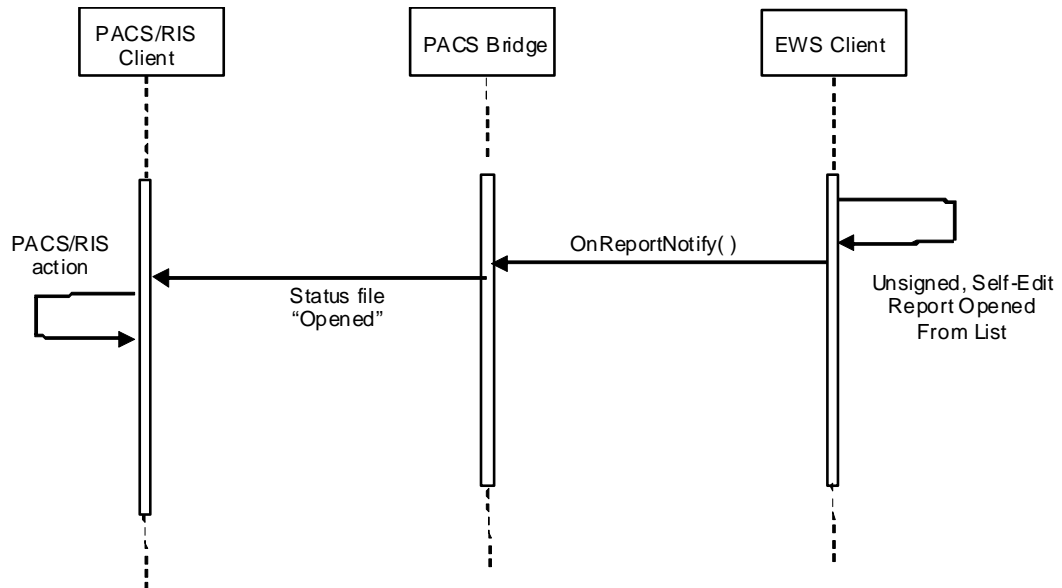 PACS/RIS
Client
PACS Bridge
EWS Client
PACS/RIS
action
OnReportNotify( )
Status file
“Opened”
Unsigned, Self-Edit
Report Opened
From List